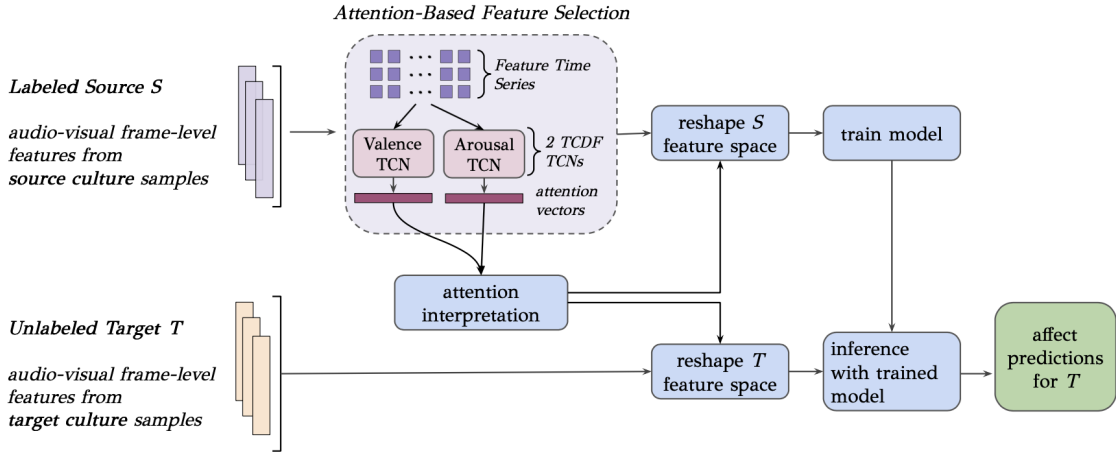 Attention-Based Feature Selection
Labeled Source S
audio-visual frame-level
features from
source culture samples
...
...
...
Feature Time
Series
Valence
TCN
Arousal
TCN
2 TCDF
TCNs
attention
vectors
reshape S
feature space
train model
attention
interpretation
Unlabeled Target T
audio-visual frame-level
features from
target culture samples
reshape T
feature space
inference
with trained
model
affect
predictions
for T